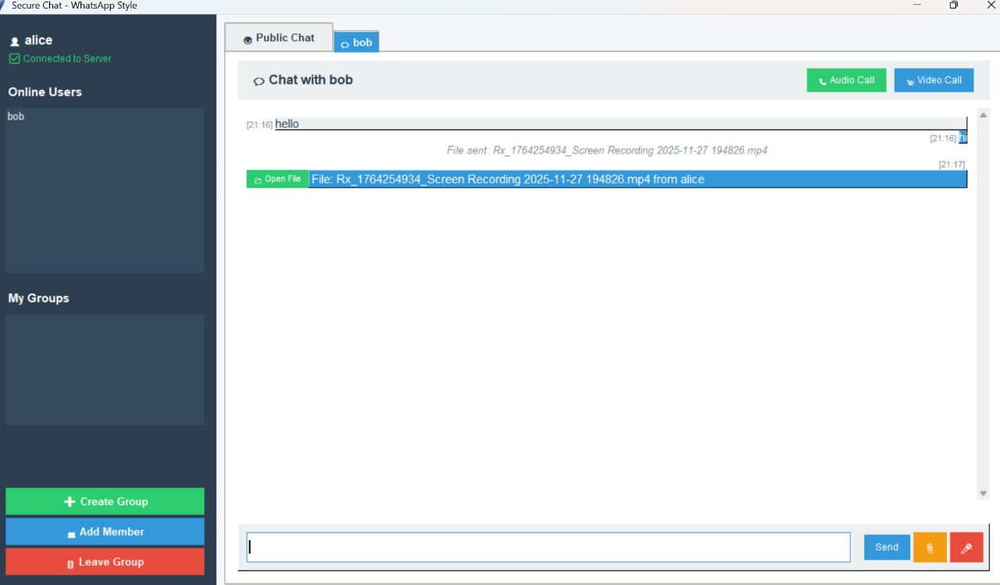 Secure Chat - WhatsApp Style
alice
Connected to Server
Online Users
bob
My Groups
Create Group
Add Member
Leave Group
Public Chat
bob
Chat with bob
Audio Call
Video Call
[21:16] hello
[21:16] hi
File sent: Rx_1764254934_Screen Recording 2025-11-27 194826.mp4
[21:17]
Open File File: Rx_1764254934_Screen Recording 2025-11-27 194826.mp4 from alice
Send